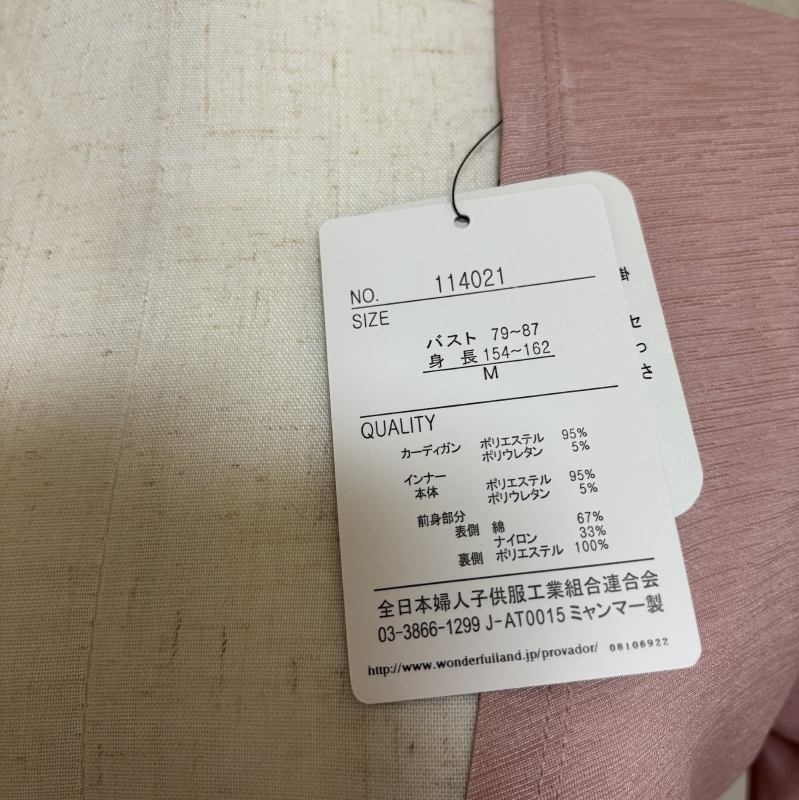 NO. 114021
SIZE
バスト 79~87
身 長 154~162
M
QUALITY
カーディガン ポリエステル 95%
ポリウレタン 5%
インナー
本体 ポリエステル 95%
ポリウレタン 5%
前身部分
表側 綿 67%
ナイロン 33%
裏側 ポリエステル 100%
全日本婦人子供服工業組合連合会
03-3866-1299 J-AT0015 ミャンマー製
http://www.wonderfulland.jp/provador/ 08106922
掛
セ
っ
さ